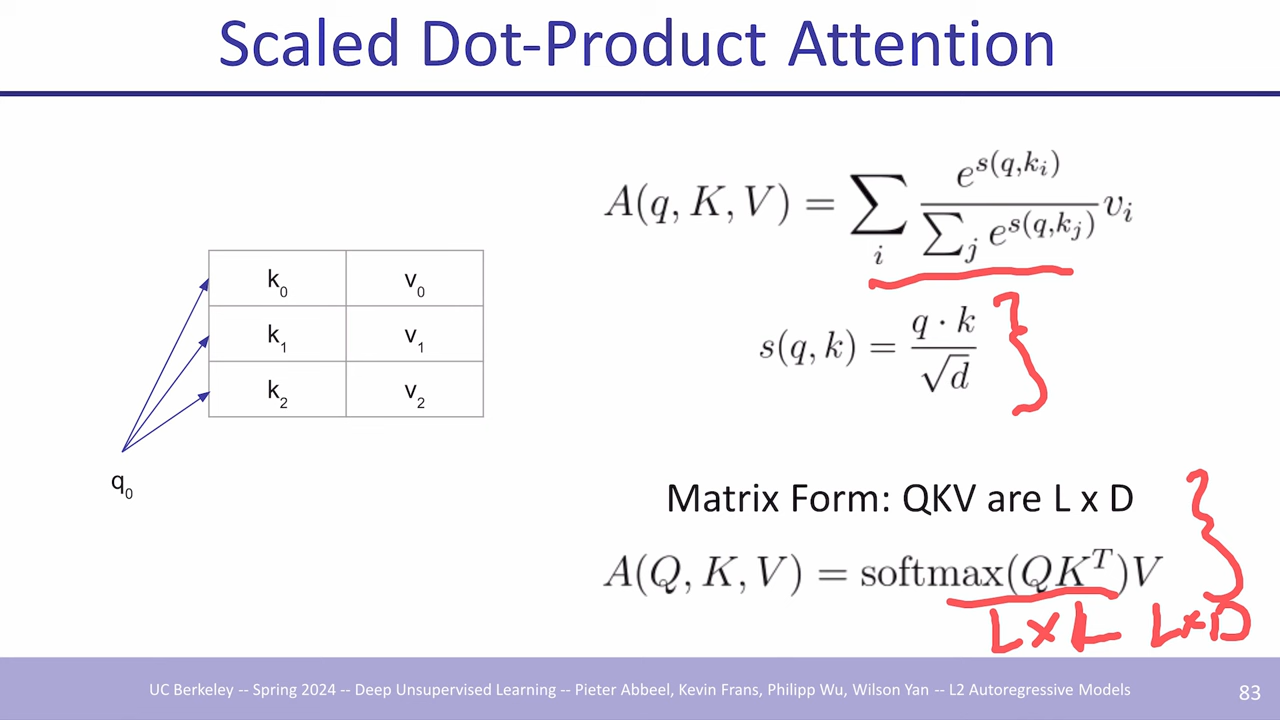 Scaled Dot-Product Attention
k₀ v₀
k₁ v₁
k₂ v₂
q₀
A(q, K, V) = ∑ᵢ e^{s(q,kᵢ)} / ∑ⱼ e^{s(q,kⱼ)} vᵢ
s(q, k) = q · k / √d
Matrix Form: QKV are L x D
A(Q, K, V) = softmax(QKᵀ)V
L x L L x D
UC Berkeley -- Spring 2024 -- Deep Unsupervised Learning -- Pieter Abbeel, Kevin Frans, Philipp Wu, Wilson Yan -- L2 Autoregressive Models
83